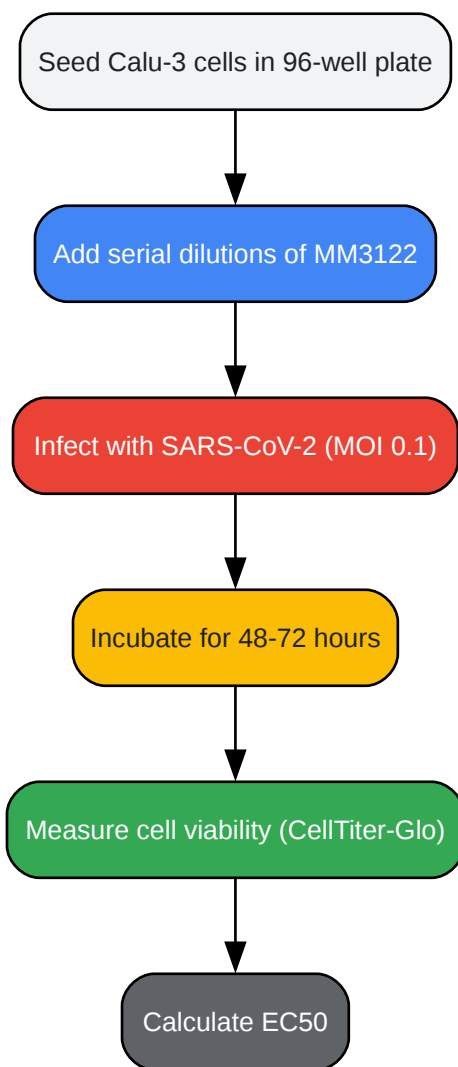 Seed Calu-3 cells in 96-well plate
Add serial dilutions of MM3122
Infect with SARS-CoV-2 (MOI 0.1)
Incubate for 48-72 hours
Measure cell viability (CellTiter-Glo)
Calculate EC50